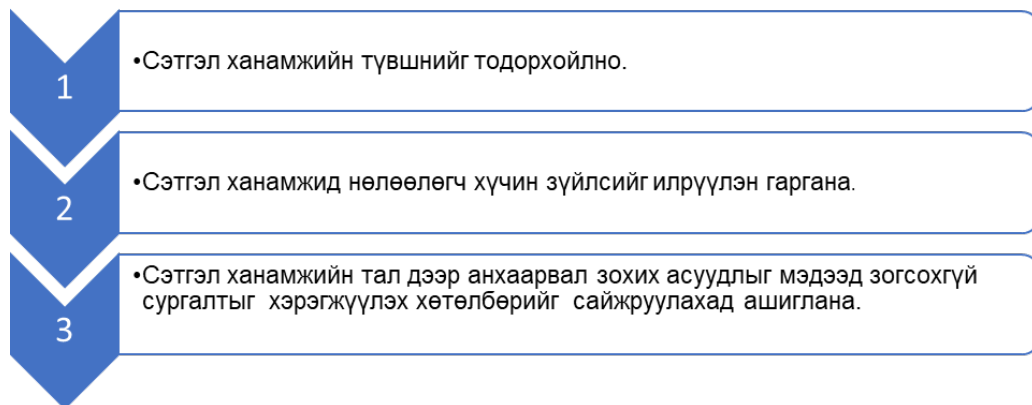 1
•Сэтгэл ханамжийн түвшнийг тодорхойлно.
2
•Сэтгэл ханамжид нөлөөлөгч хүчин зүйлсийг илрүүлэн гаргана.
3
•Сэтгэл ханамжийн тал дээр анхаарвал зохих асуудлыг мэдээд зогсохгүй
сургалтыг хэрэгжүүлэх хөтөлбөрийг сайжруулахад ашиглана.